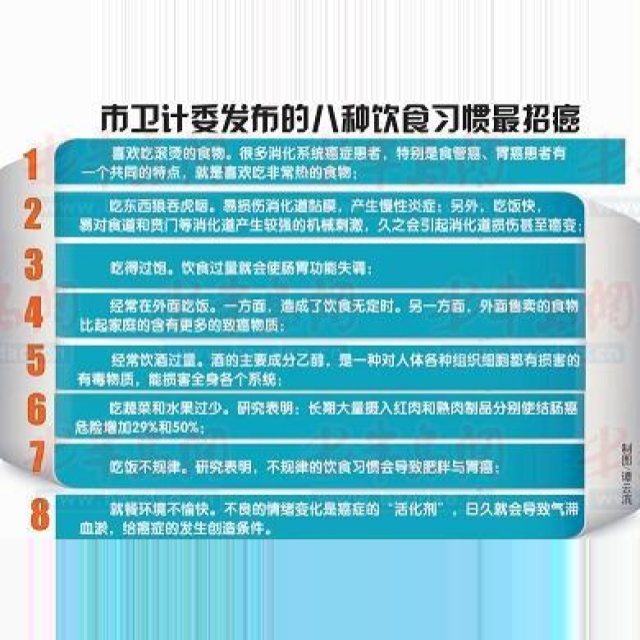 市卫计委发布的八种饮食习惯最招癌
1 喜欢吃滚烫的食物。很多消化系统癌症患者，特别是食管癌、胃癌患者有
一个共同的特点，就是喜欢吃非常热的食物；
2 吃东西狼吞虎咽。易损伤消化道黏膜，产生慢性炎症；另外，吃饭快，
易对食道和贲门等消化道产生较强的机械刺激，久之会引起消化道损伤甚至癌变；
3 吃得过饱。饮食过量就会使肠胃功能失调；
4 经常在外面吃饭。一方面，造成了饮食无定时。另一方面，外面售卖的食物
比起家庭的含有更多的致癌物质；
5 经常饮酒过量。酒的主要成分乙醇，是一种对人体各种组织细胞都有损害的
有毒物质，能损害全身各个系统；
6 吃蔬菜和水果过少。研究表明：长期大量摄入红肉和熟肉制品分别使结肠癌
危险增加29%和50%；
7 吃饭不规律。研究表明，不规律的饮食习惯会导致肥胖与胃癌；
8 就餐环境不愉快。不良的情绪变化是癌症的“活化剂”，日久就会导致气滞
血淤，给癌症的发生创造条件。
制图 谭云滨